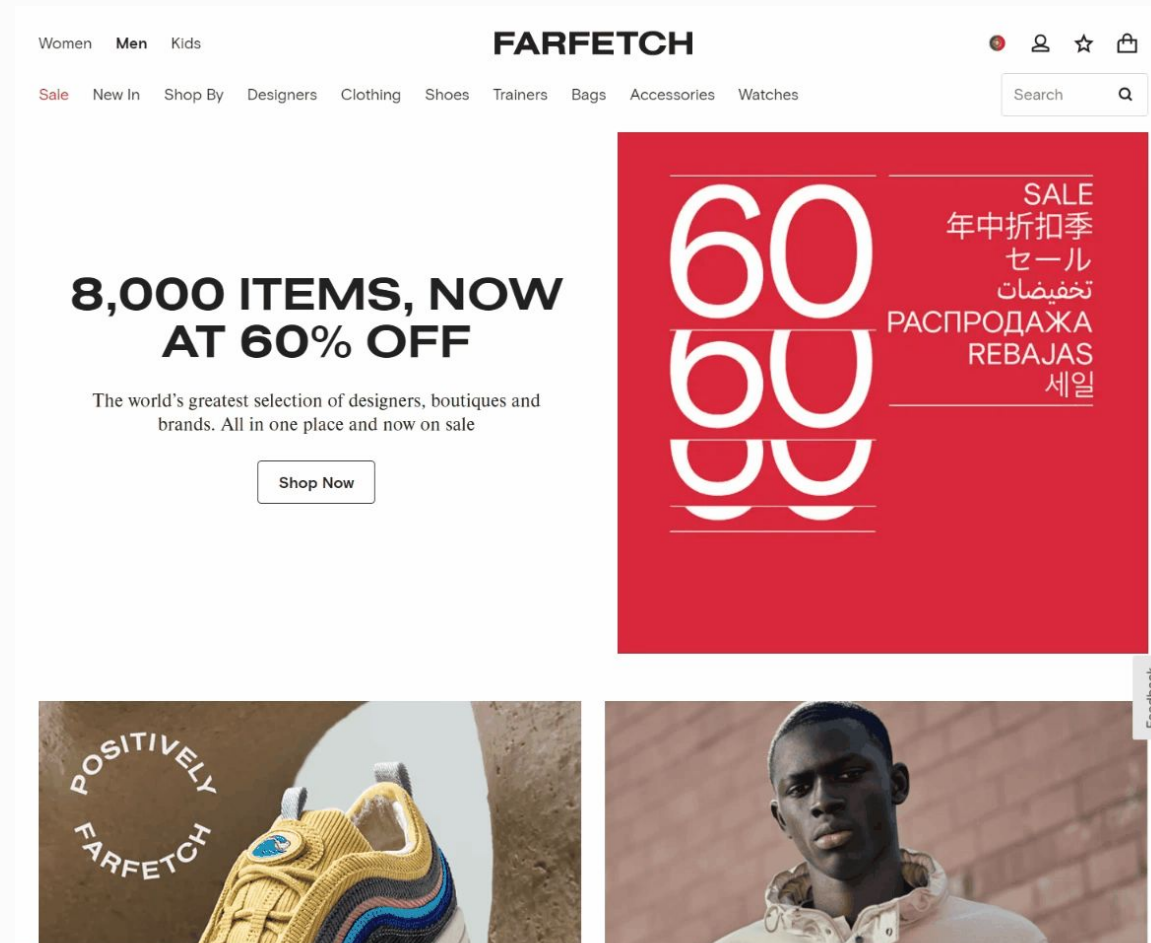 Women Men Kids
FARFETCH
Sale New In Shop By Designers Clothing Shoes Trainers Bags Accessories Watches
Search
8,000 ITEMS, NOW
AT 60% OFF
The world’s greatest selection of designers, boutiques and
brands. All in one place and now on sale
Shop Now
60
60
60
SALE
年中折扣季
セール
تخفيضات
РАСПРОДАЖА
REBAJAS
세일
Feedback
POSITIVELY
FARFETCH